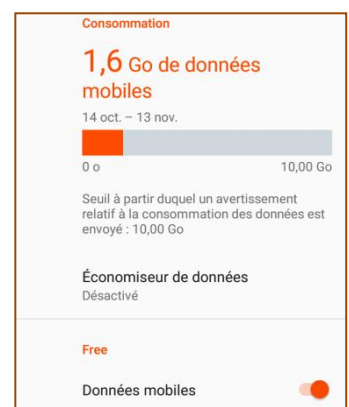 Consommation
1,6 Go de données
mobiles
14 oct. – 13 nov.
0 o 10,00 Go
Seuil à partir duquel un avertissement
relatif à la consommation des données est
envoyé : 10,00 Go
Économiseur de données
Désactivé
Free
Données mobiles